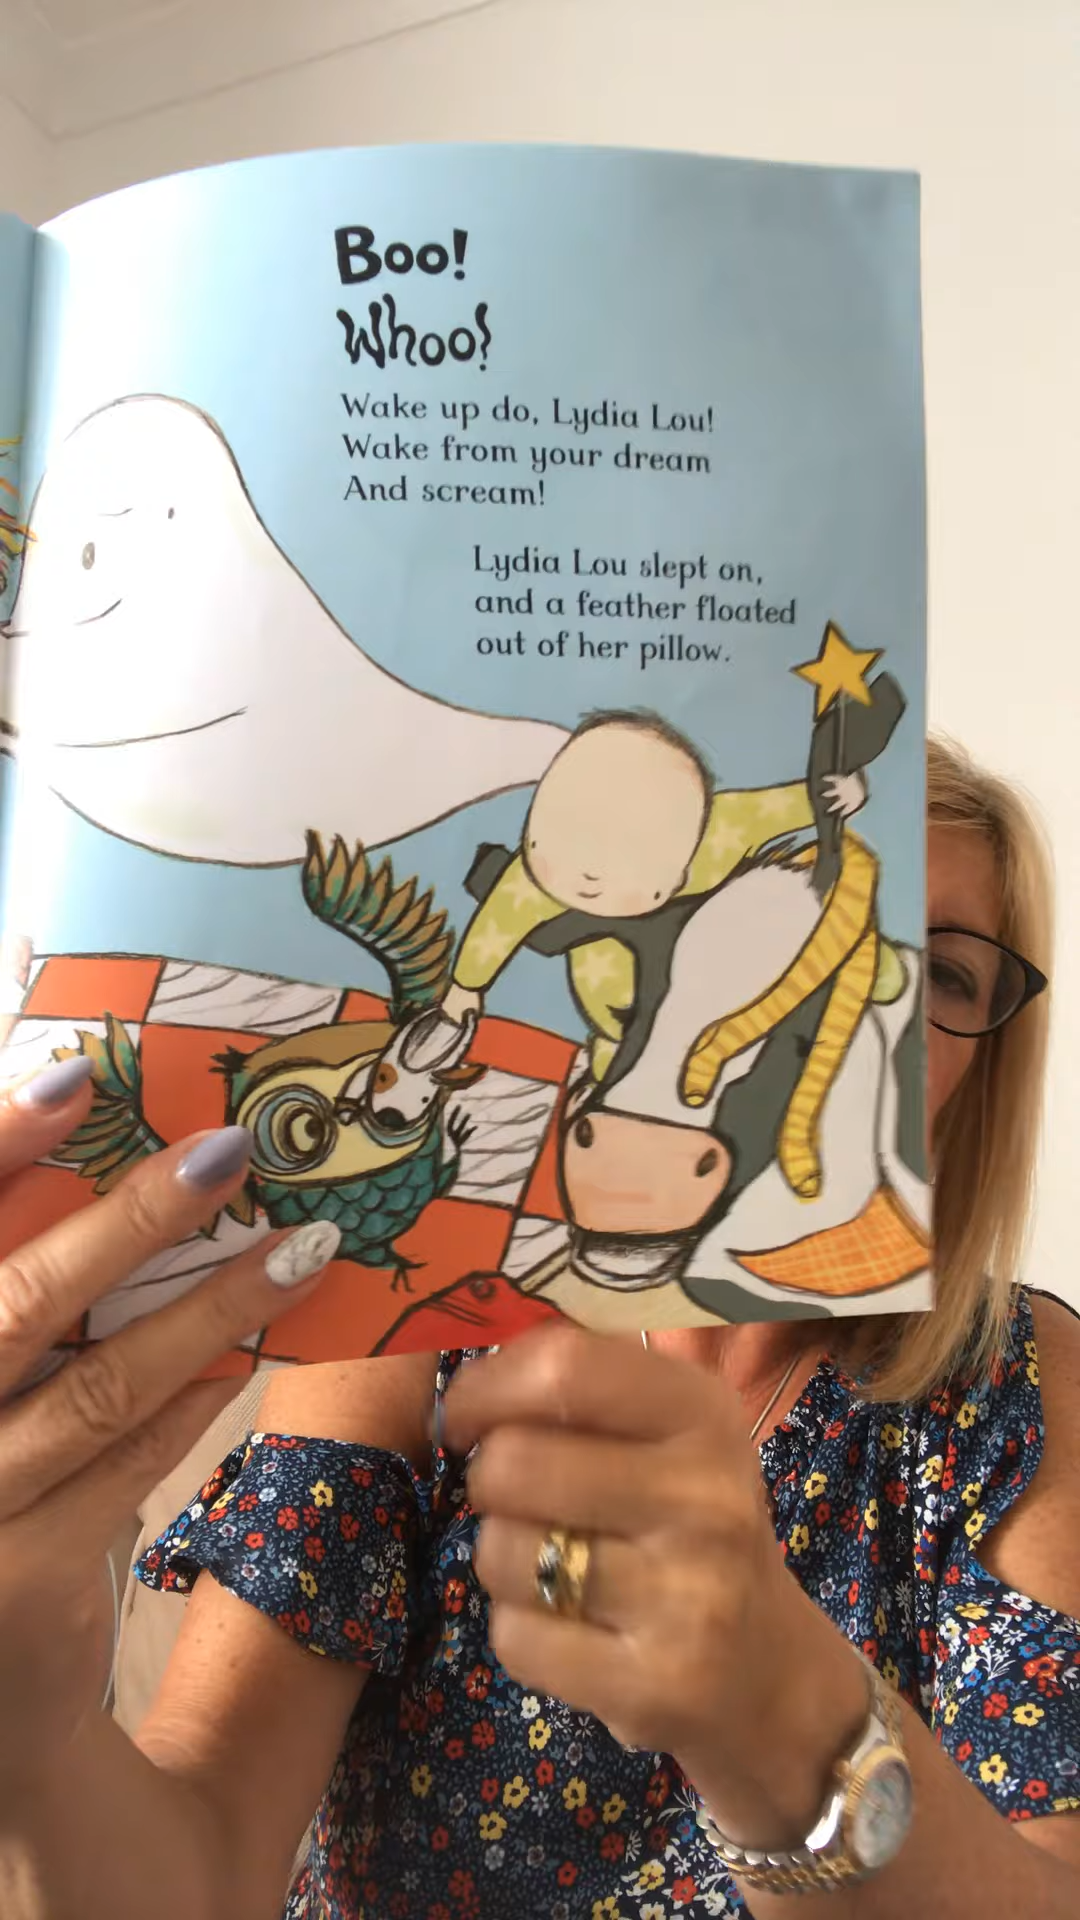 Boo!
Whoo?
Wake up do, Lydia Lou!
Wake from your dream
And scream!
Lydia Lou slept on,
and a feather floated
out of her pillow.